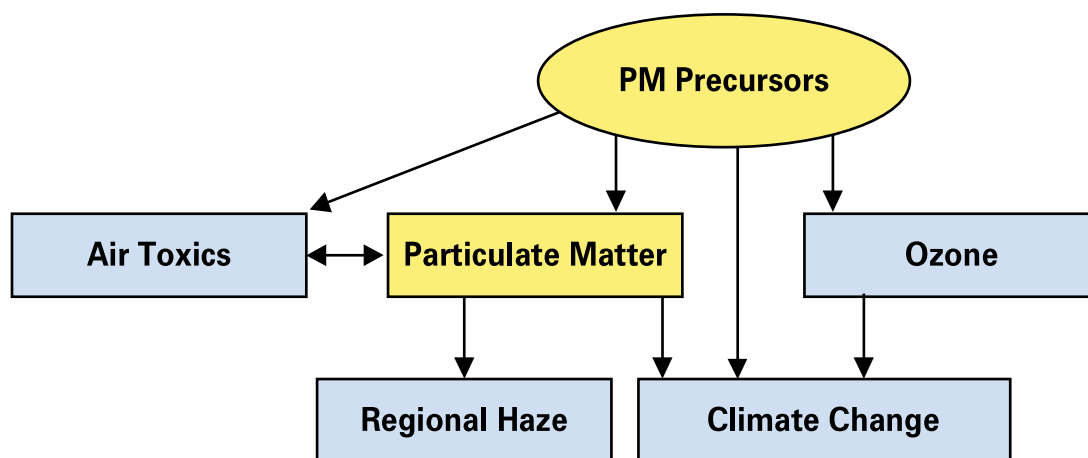 PM Precursors
Air Toxics
Particulate Matter
Ozone
Regional Haze
Climate Change